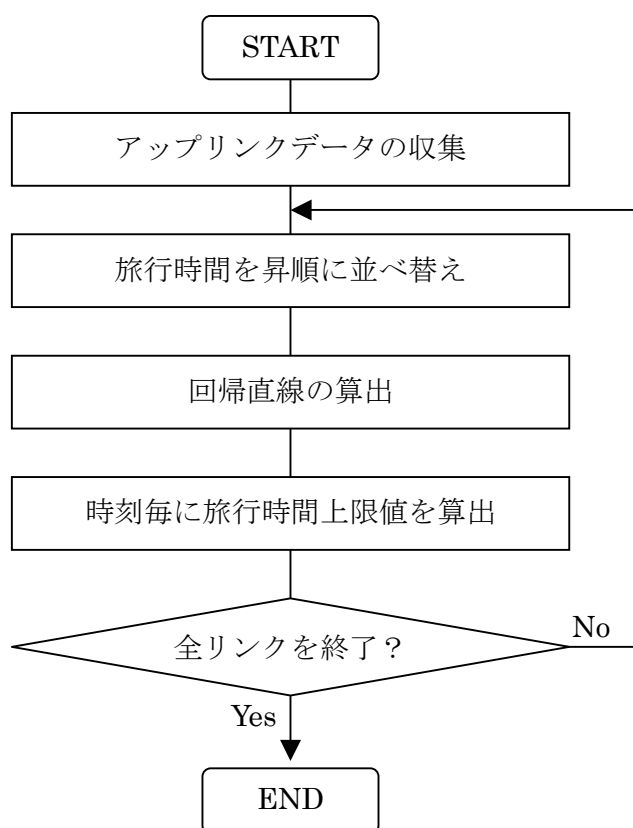 START
アップリンクデータの収集
旅行時間を昇順に並べ替え
回帰直線の算出
時刻毎に旅行時間上限値を算出
全リンクを終了？
No
Yes
END